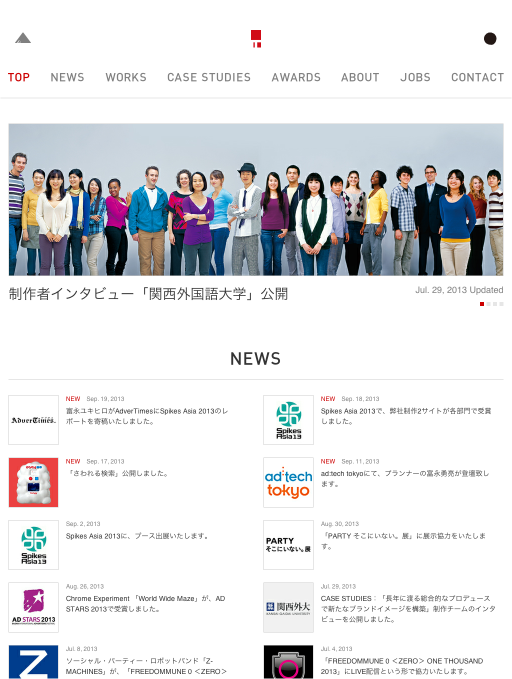 TOP NEWS WORKS CASE STUDIES AWARDS ABOUT JOBS CONTACT
制作者インタビュー「関西外国語大学」公開
Jul. 29, 2013 Updated
NEWS
AdverTimes.
NEW Sep. 19, 2013
富永ユキヒロがAdverTimesにSpikes Asia 2013のレ
ポートを寄稿いたしました。
Spikes
Asia13
NEW Sep. 18, 2013
Spikes Asia 2013で、弊社制作2サイトが各部門で受賞
しました。
NEW Sep. 17, 2013
「さわれる検索」公開しました。
ad:tech
tokyo
NEW Sep. 11, 2013
ad:tech tokyoにて、プランナーの富永勇亮が登壇致し
ます。
Spikes
Asia13
Sep. 2, 2013
Spikes Asia 2013に、ブース出展いたします。
PARTY
そこにいない。展
Aug. 30, 2013
「PARTY そこにいない。展」に展示協力をいたしま
す。
AD STARS
2013
Aug. 26, 2013
Chrome Experiment 「World Wide Maze」が、AD
STARS 2013で受賞しました。
関西外大
KANSAI GAIDAI UNIVERSITY
Jul. 29, 2013
CASE STUDIES：「長年に渡る総合的なプロデュース
で新たなブランドイメージを構築」制作チームのインタ
ビューを公開しました。
Z
Jul. 8, 2013
ソーシャル・パーティー・ロボットバンド「Z-
MACHINES」が、「FREEDOMMUNE 0 ＜ZERO＞
Jul. 4, 2013
「FREEDOMMUNE 0 ＜ZERO＞ ONE THOUSAND
2013」にLIVE配信という形で協力いたします。